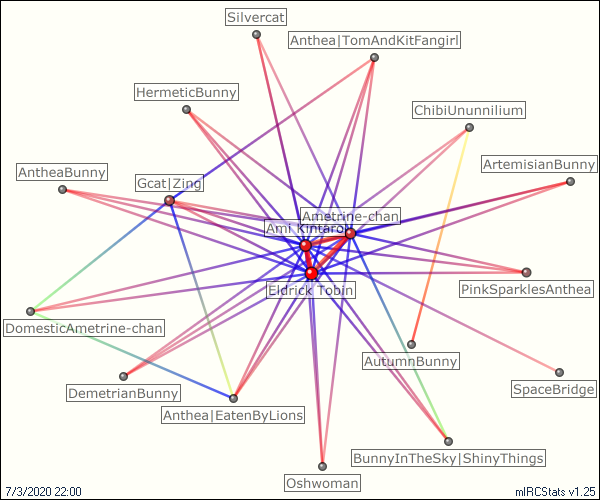 Silvercat
Anthea|TomAndKitFangirl
HermeticBunny
ChibiUnunnilium
ArtemisianBunny
AntheaBunny
Gcat|Zing
Ametrine-chan
Ami Kintaro
Eldrick Tobin
PinkSparklesAnthea
DomesticAmetrine-chan
AutumnBunny
SpaceBridge
DemetrianBunny
Anthea|EatenByLions
BunnyInTheSky|ShinyThings
Oshwoman
7/3/2020 22:00
mIRCStats v1.25